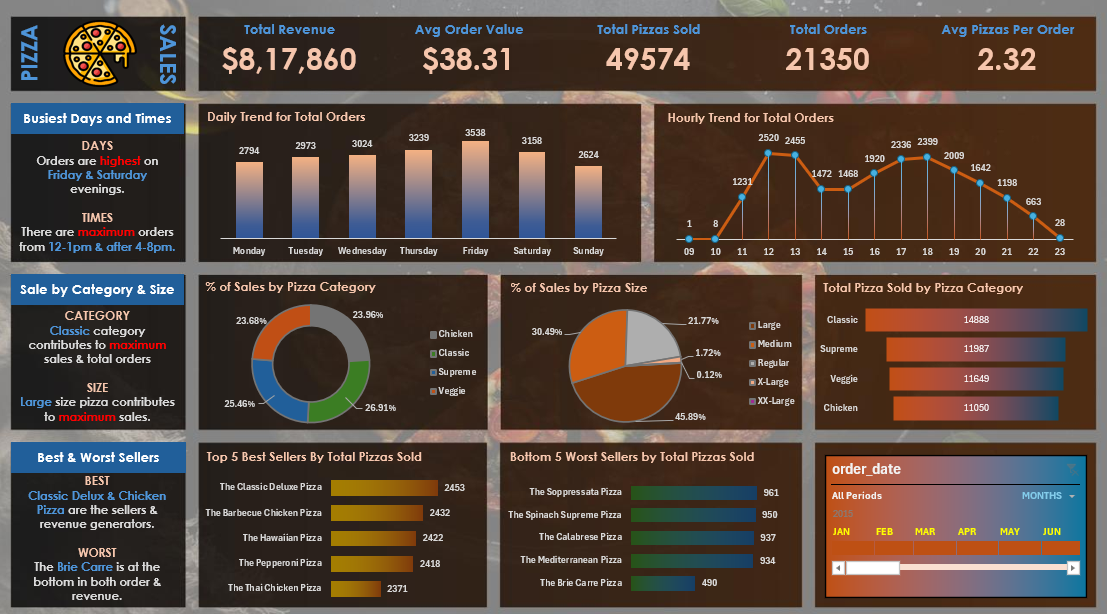 PIZZA
SALES
Total Revenue
$8,17,860
Avg Order Value
$38.31
Total Pizzas Sold
49574
Total Orders
21350
Avg Pizzas Per Order
2.32
Busiest Days and Times
DAYS
Orders are highest on
Friday & Saturday
evenings.
TIMES
There are maximum orders
from 12-1pm & after 4-8pm.
Daily Trend for Total Orders
2794
2973
3024
3239
3538
3158
2624
Monday
Tuesday
Wednesday
Thursday
Friday
Saturday
Sunday
Hourly Trend for Total Orders
1
8
1231
2520
2455
1472
1468
1920
2336
2399
2009
1642
1198
663
28
09
10
11
12
13
14
15
16
17
18
19
20
21
22
23
Sale by Category & Size
CATEGORY
Classic category
contributes to maximum
sales & total orders
SIZE
Large size pizza contributes
to maximum sales.
% of Sales by Pizza Category
23.68%
23.96%
25.46%
26.91%
Chicken
Classic
Supreme
Veggie
% of Sales by Pizza Size
30.49%
21.77%
1.72%
0.12%
45.89%
Large
Medium
Regular
X-Large
XX-Large
Total Pizza Sold by Pizza Category
Classic 14888
Supreme 11987
Veggie 11649
Chicken 11050
Best & Worst Sellers
BEST
Classic Delux & Chicken
Pizza are the sellers &
revenue generators.
WORST
The Brie Carre is at the
bottom in both order &
revenue.
Top 5 Best Sellers By Total Pizzas Sold
The Classic Deluxe Pizza 2453
The Barbecue Chicken Pizza 2432
The Hawaiian Pizza 2422
The Pepperoni Pizza 2418
The Thai Chicken Pizza 2371
Bottom 5 Worst Sellers by Total Pizzas Sold
The Soppressata Pizza 961
The Spinach Supreme Pizza 950
The Calabrese Pizza 937
The Mediterranean Pizza 934
The Brie Carre Pizza 490
order_date
All Periods
MONTHS
2015
JAN
FEB
MAR
APR
MAY
JUN